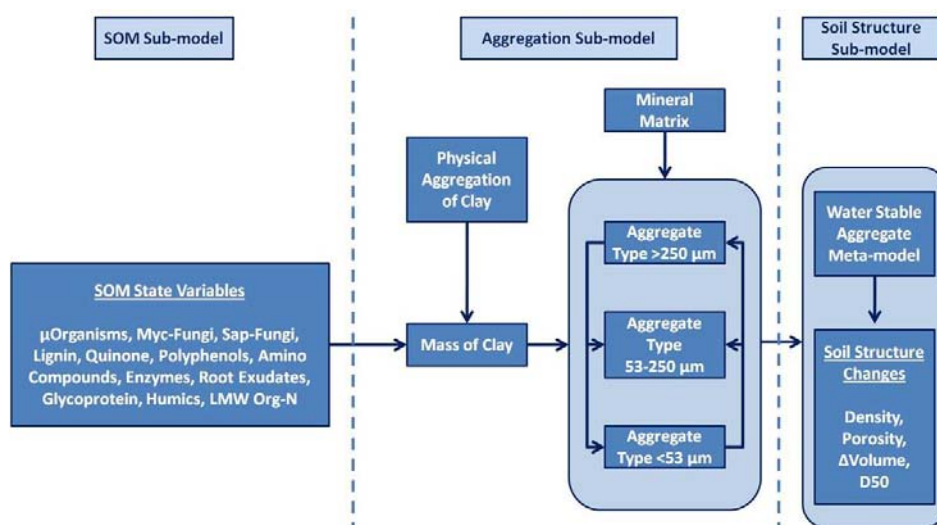 SOM Sub-model
Aggregation Sub-model
Soil Structure
Sub-model
Mineral
Matrix
Physical
Aggregation
of Clay
SOM State Variables
µOrganisms, Myc-Fungi, Sap-Fungi,
Lignin, Quinone, Polyphenols, Amino
Compounds, Enzymes, Root Exudates,
Glycoprotein, Humics, LMW Org-N
Mass of Clay
Aggregate
Type >250 µm
Aggregate
Type
53-250 µm
Aggregate
Type <53 µm
Water Stable
Aggregate
Meta-model
Soil Structure
Changes
Density,
Porosity,
ΔVolume,
D50